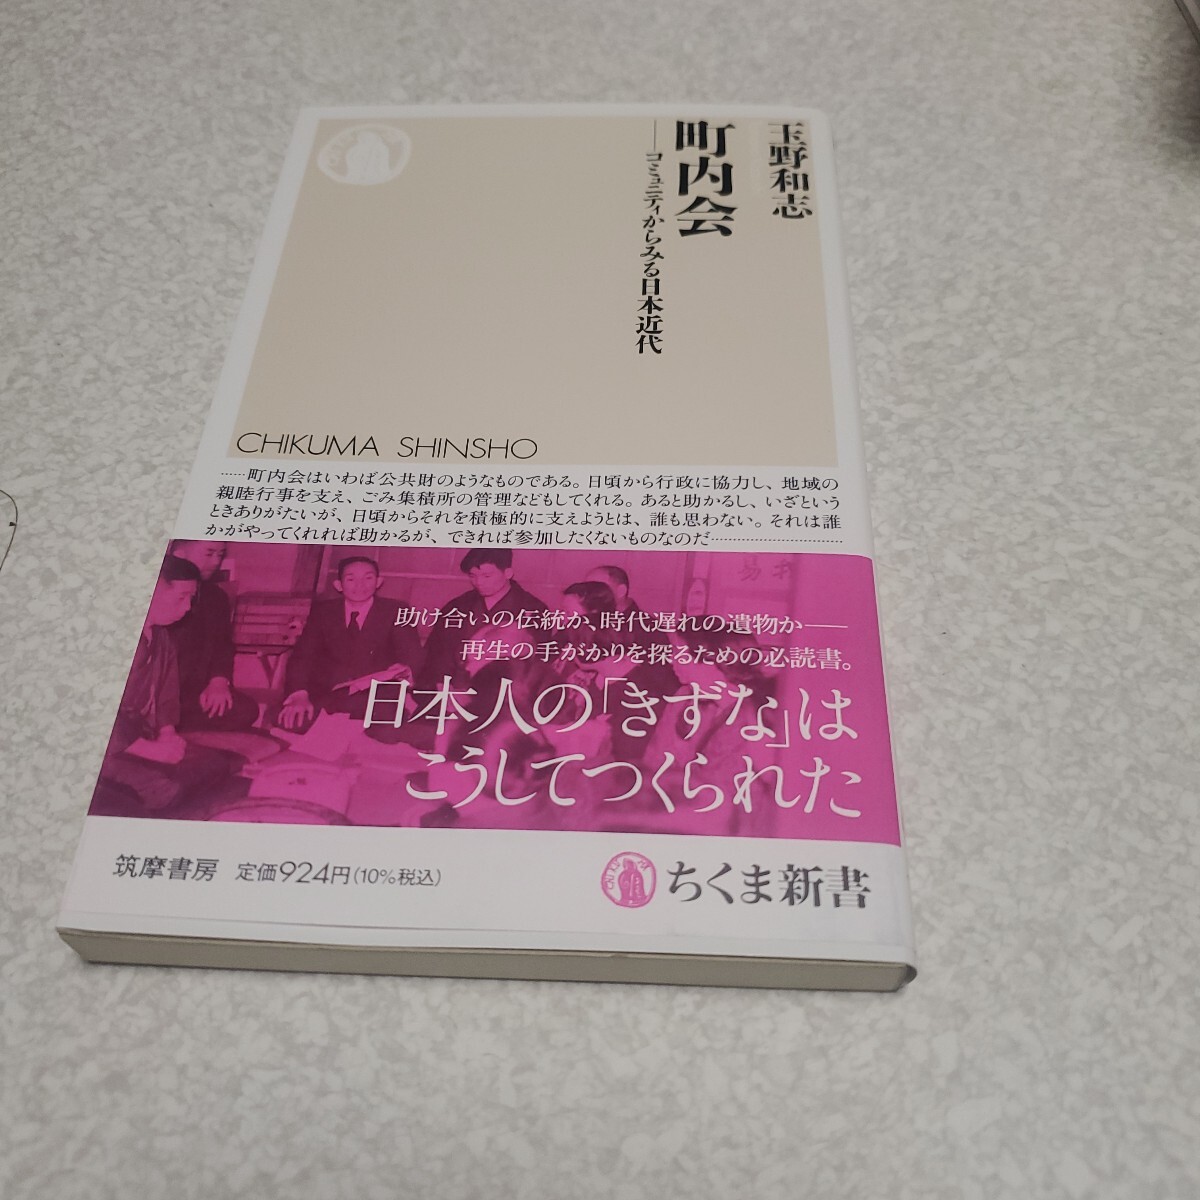 玉野和志
町内会
――コミュニティからみる日本近代
CHIKUMA SHINSHO
……町内会はいわば公共財のようなものである。日頃から行政に協力し、地域の
親睦行事を支え、ごみ集積所の管理などもしてくれる。あると助かるし、いざという
ときありがたいが、日頃からそれを積極的に支えようとは、誰も思わない。それは誰
かがやってくれれば助かるが、できれば参加したくないものなのだ……………………
助け合いの伝統か、時代遅れの遺物か――
再生の手がかりを探るための必読書。
日本人の「きずな」は
こうしてつくられた
筑摩書房 定価924円(10%税込)
ちくま新書